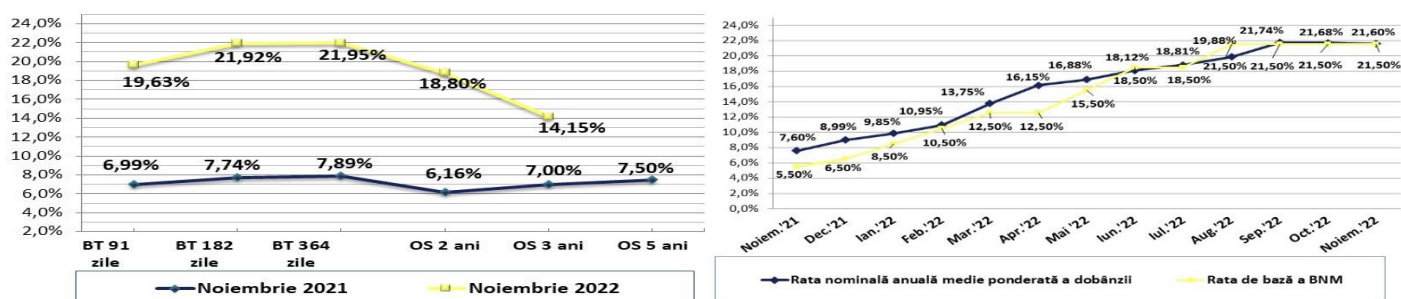 24,0%
22,0%
20,0%
18,0%
16,0%
14,0%
12,0%
10,0%
8,0%
6,0%
4,0%
2,0%
19,63%
21,92%
21,95%
18,80%
14,15%
6,99%
7,74%
7,89%
6,16%
7,00%
7,50%
BT 91 zile
BT 182 zile
BT 364 zile
OS 2 ani
OS 3 ani
OS 5 ani
Noiembrie 2021
Noiembrie 2022
24,0%
22,0%
20,0%
18,0%
16,0%
14,0%
12,0%
10,0%
8,0%
6,0%
4,0%
2,0%
0,0%
7,60%
8,99%
9,85%
10,95%
13,75%
16,15%
16,88%
18,12%
18,81%
19,88%
21,74%
21,68%
21,60%
5,50%
6,50%
8,50%
10,50%
12,50%
12,50%
15,50%
18,50%
18,50%
21,50%
21,50%
21,50%
21,50%
Noiem.'21
Dec.'21
Ian.'22
Feb.'22
Mar.'22
Apr.'22
Mai '22
Iun.'22
Iul.'22
Aug.'22
Sep.'22
Oct.'22
Noiem.'22
Rata nominală anuală medie ponderată a dobânzii
Rata de bază a BNM